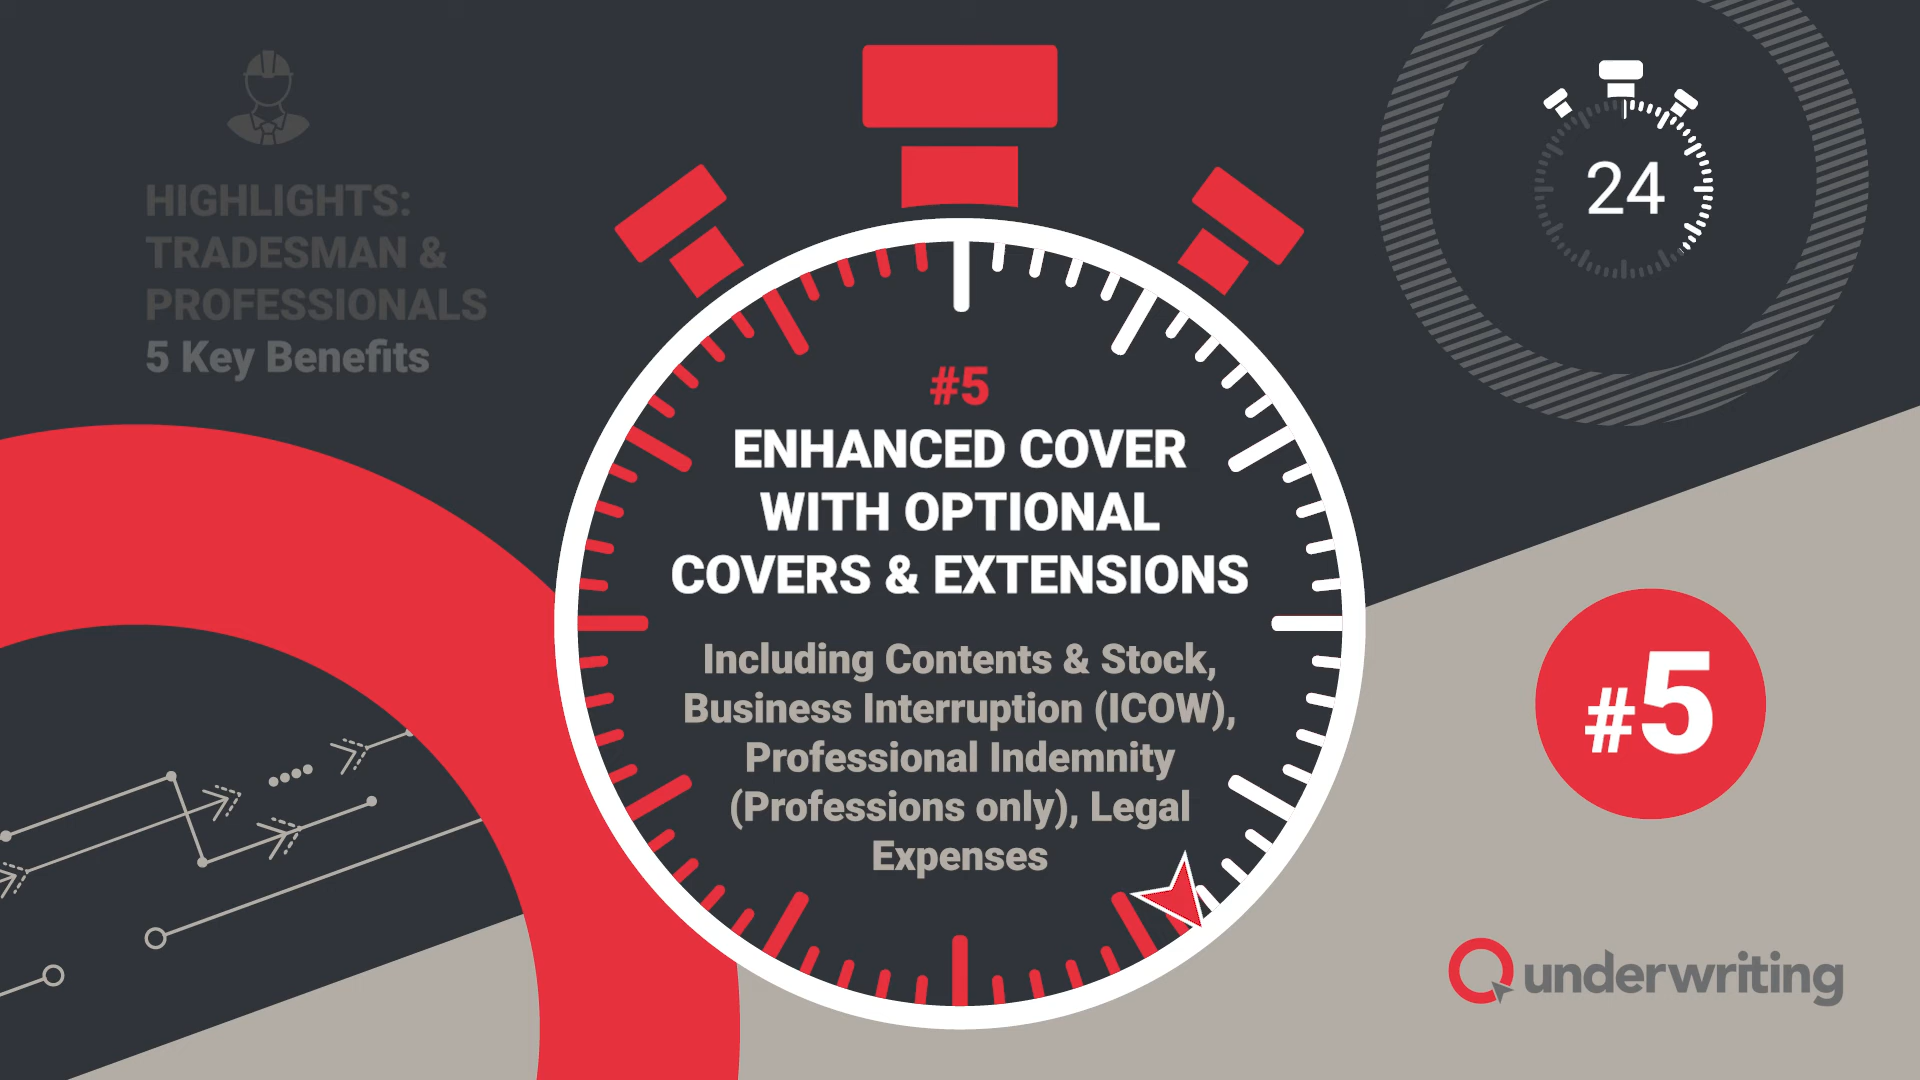 HIGHLIGHTS:
TRADESMAN &
PROFESSIONALS
5 Key Benefits
24
#5
ENHANCED COVER
WITH OPTIONAL
COVERS & EXTENSIONS
Including Contents & Stock,
Business Interruption (ICOW),
Professional Indemnity
(Professions only), Legal
Expenses
#5
Qunderwriting